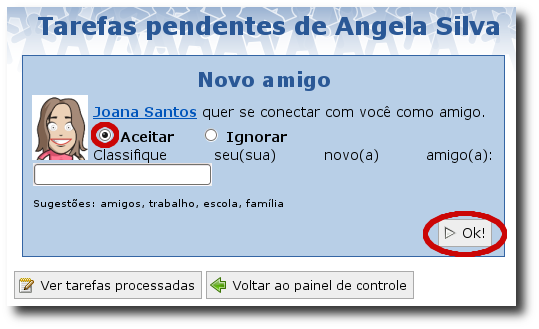 Tarefas pendentes de Angela Silva
Novo amigo
Joana Santos quer se conectar com você como amigo.
Aceitar Ignorar
Classifique seu(sua) novo(a) amigo(a):
Sugestões: amigos, trabalho, escola, família
Ok!
Ver tarefas processadas Voltar ao painel de controle